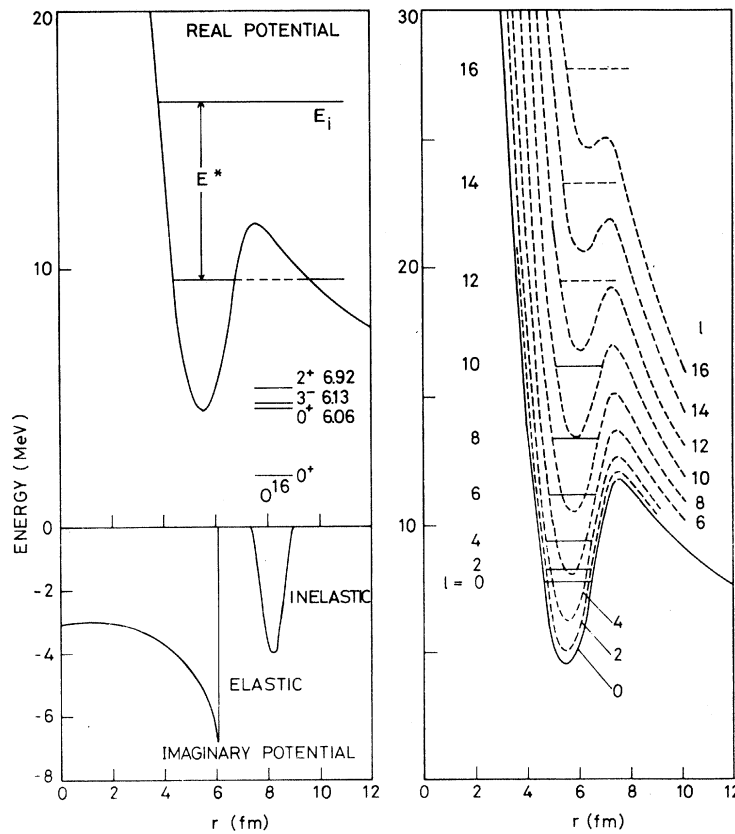 20
REAL POTENTIAL
E_i
E*
10
2+ 6.92
3- 6.13
0+ 6.06
0+
O16
ENERGY (MeV)
0
-2
-4
-6
-8
INELASTIC
ELASTIC
IMAGINARY POTENTIAL
0 2 4 6 8 10 12
r (fm)
30
20
10
16
14
12
10
8
6
4
2
l = 0
l
16
14
12
10
8
6
4
2
0
0 2 4 6 8 10 12
r (fm)